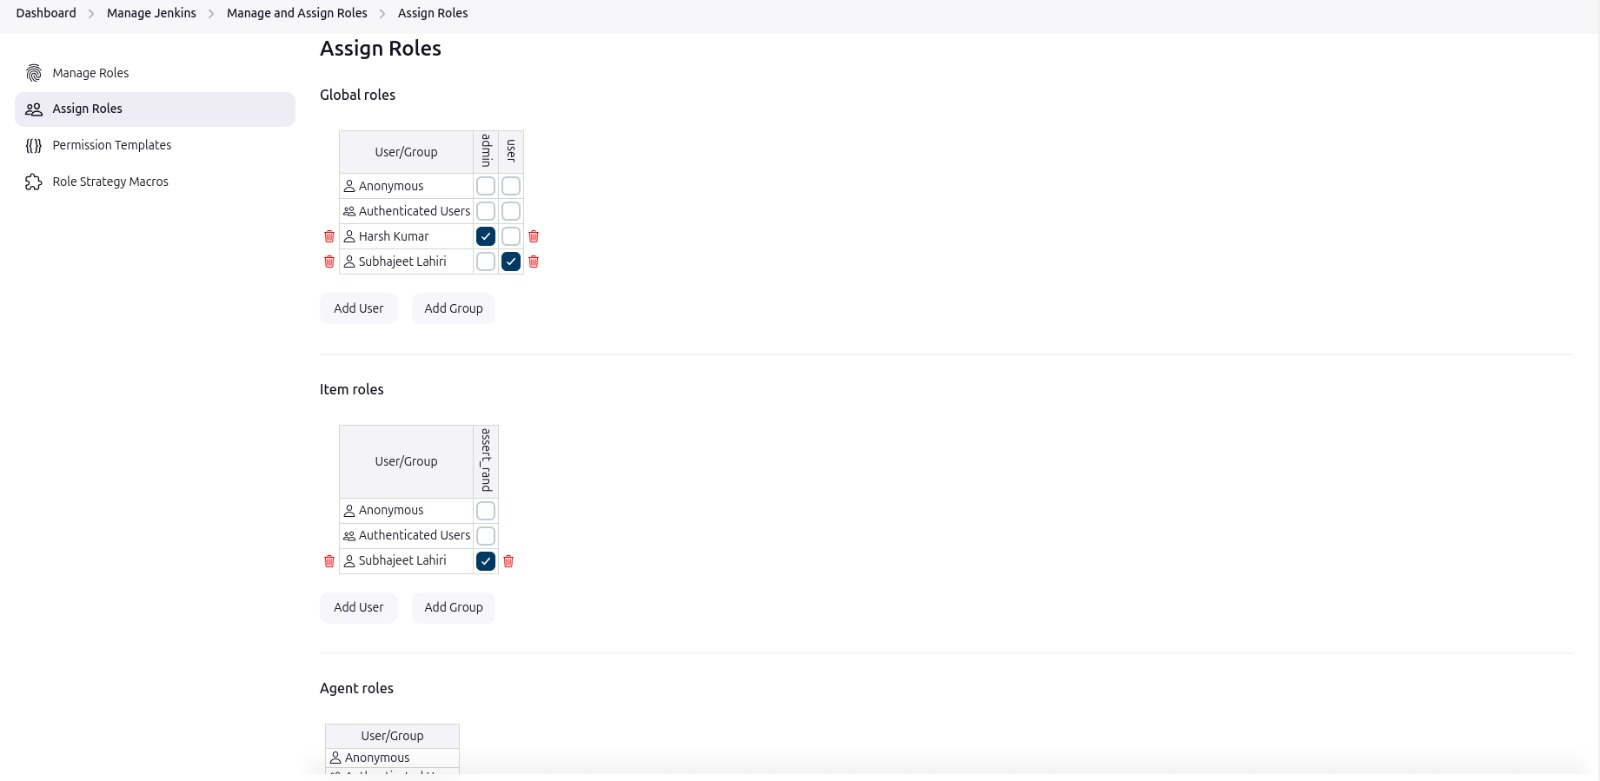 Dashboard > Manage Jenkins > Manage and Assign Roles > Assign Roles
Manage Roles
Assign Roles
Permission Templates
Role Strategy Macros
Assign Roles
Global roles
User/Group admin user
Anonymous
Authenticated Users
Harsh Kumar
Subhajeet Lahiri
Add User Add Group
Item roles
User/Group assert_rand
Anonymous
Authenticated Users
Subhajeet Lahiri
Add User Add Group
Agent roles
User/Group
Anonymous